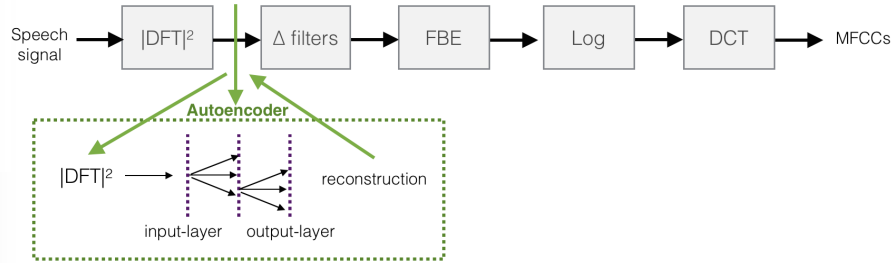 Speech
signal
|DFT|²
Δ filters
FBE
Log
DCT
MFCCs
Autoencoder
|DFT|²
reconstruction
input-layer
output-layer